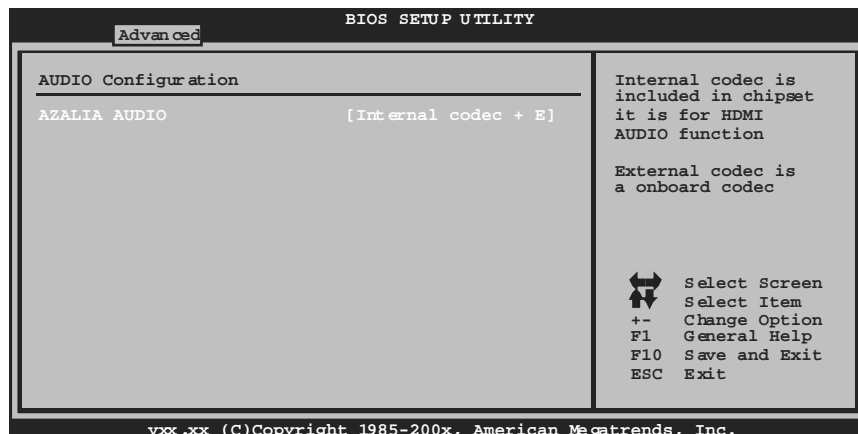 BIOS SETUP UTILITY
Advanced
AUDIO Configuration
AZALIA AUDIO [Internal codec + E]
Internal codec is
included in chipset
it is for HDMI
AUDIO function
External codec is
a onboard codec
Select Screen
Select Item
+- Change Option
F1 General Help
F10 Save and Exit
ESC Exit
vxx.xx (C)Copyright 1985-200x, American Megatrends, Inc.